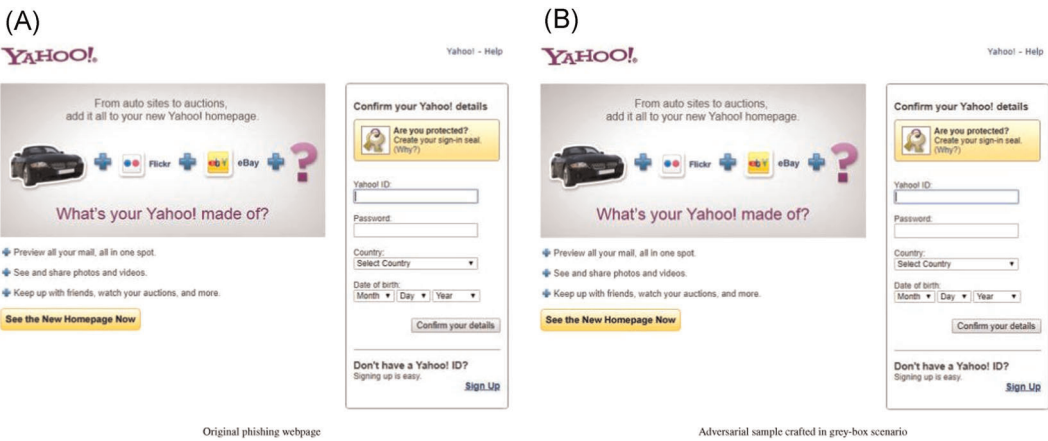 (A)
YAHOO!
Yahoo! - Help
From auto sites to auctions,
add it all to your new Yahoo! homepage.
Flickr
ebY
eBay
?
What's your Yahoo! made of?
Preview all your mail, all in one spot.
See and share photos and videos.
Keep up with friends, watch your auctions, and more.
See the New Homepage Now
Confirm your Yahoo! details
Are you protected?
Create your sign-in seal.
(Why?)
Yahoo! ID:
Password:
Country:
Select Country
Date of birth:
Month Day Year
Confirm your details
Don't have a Yahoo! ID?
Signing up is easy.
Sign Up
Original phishing webpage
(B)
YAHOO!
Yahoo! - Help
From auto sites to auctions,
add it all to your new Yahoo! homepage.
Flickr
ebY
eBay
?
What's your Yahoo! made of?
Preview all your mail, all in one spot.
See and share photos and videos.
Keep up with friends, watch your auctions, and more.
See the New Homepage Now
Confirm your Yahoo! details
Are you protected?
Create your sign-in seal.
(Why?)
Yahoo! ID:
Password:
Country:
Select Country
Date of birth:
Month Day Year
Confirm your details
Don't have a Yahoo! ID?
Signing up is easy.
Sign Up
Adversarial sample crafted in grey-box scenario